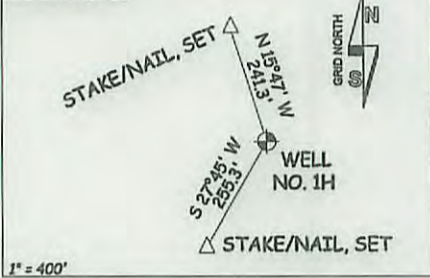 STAKE/NAIL, SET
N 15°47' W
241.3'
GRID NORTH
N
S
WELL
NO. 1H
S 27°45' W
255.3'
STAKE/NAIL, SET
1" = 400'